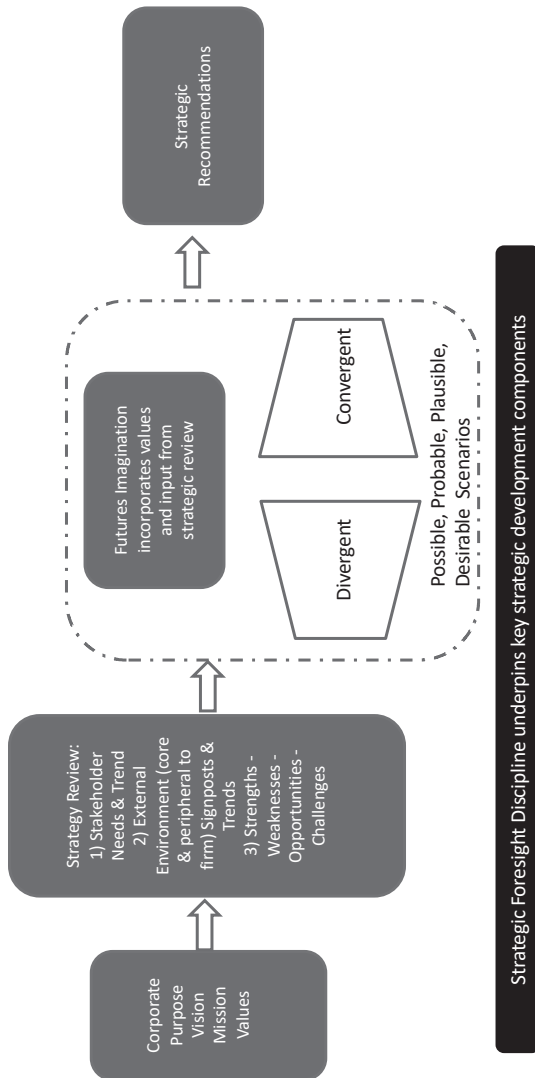 Corporate
Purpose
Vision
Mission
Values
Strategy Review:
1) Stakeholder
Needs & Trend
2) External
Environment (core
& peripheral to
firm) Signposts &
Trends
3) Strengths -
Weaknesses -
Opportunities -
Challenges
Futures Imagination
incorporates values
and input from
strategic review
Divergent
Convergent
Possible, Probable, Plausible,
Desirable Scenarios
Strategic
Recommendations
Strategic Foresight Discipline underpins key strategic development components